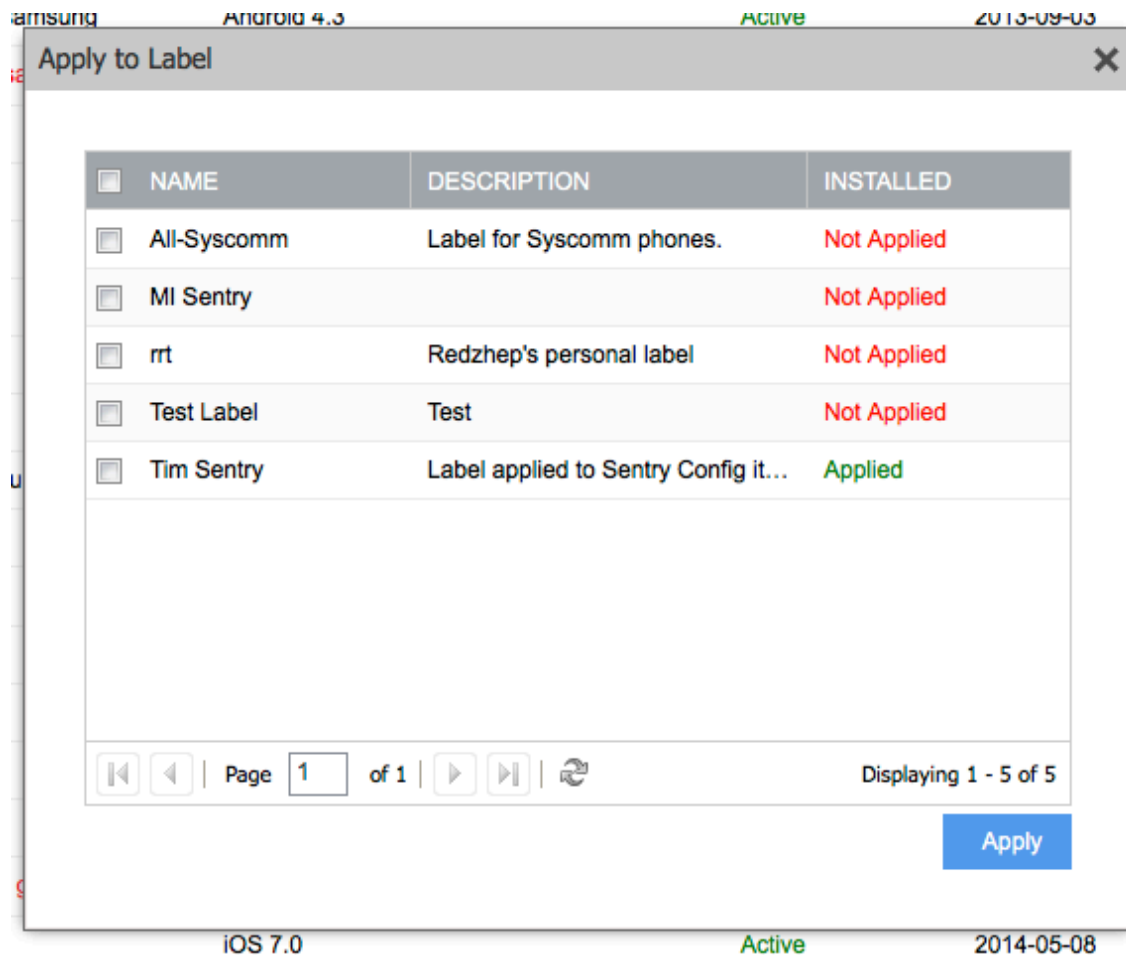 Android 4.3 Active 2013-09-03
Apply to Label
NAME DESCRIPTION INSTALLED
All-Syscomm Label for Syscomm phones. Not Applied
MI Sentry Not Applied
rrt Redzhep's personal label Not Applied
Test Label Test Not Applied
Tim Sentry Label applied to Sentry Config it... Applied
Page 1 of 1 Displaying 1 - 5 of 5
Apply
iOS 7.0 Active 2014-05-08